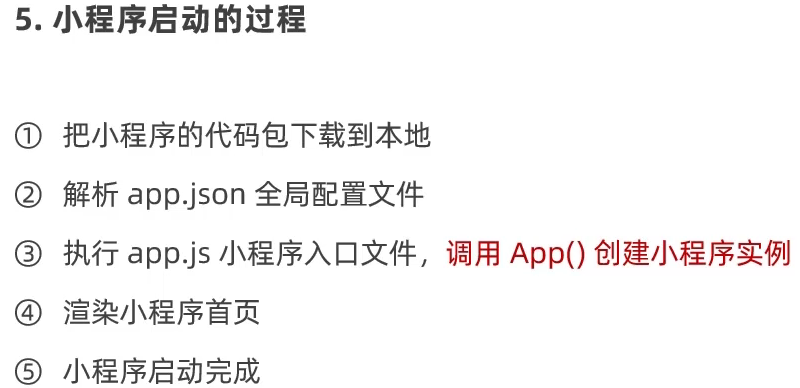 5. 小程序启动的过程
① 把小程序的代码包下载到本地
② 解析 app.json 全局配置文件
③ 执行 app.js 小程序入口文件，调用 App() 创建小程序实例
④ 渲染小程序首页
⑤ 小程序启动完成